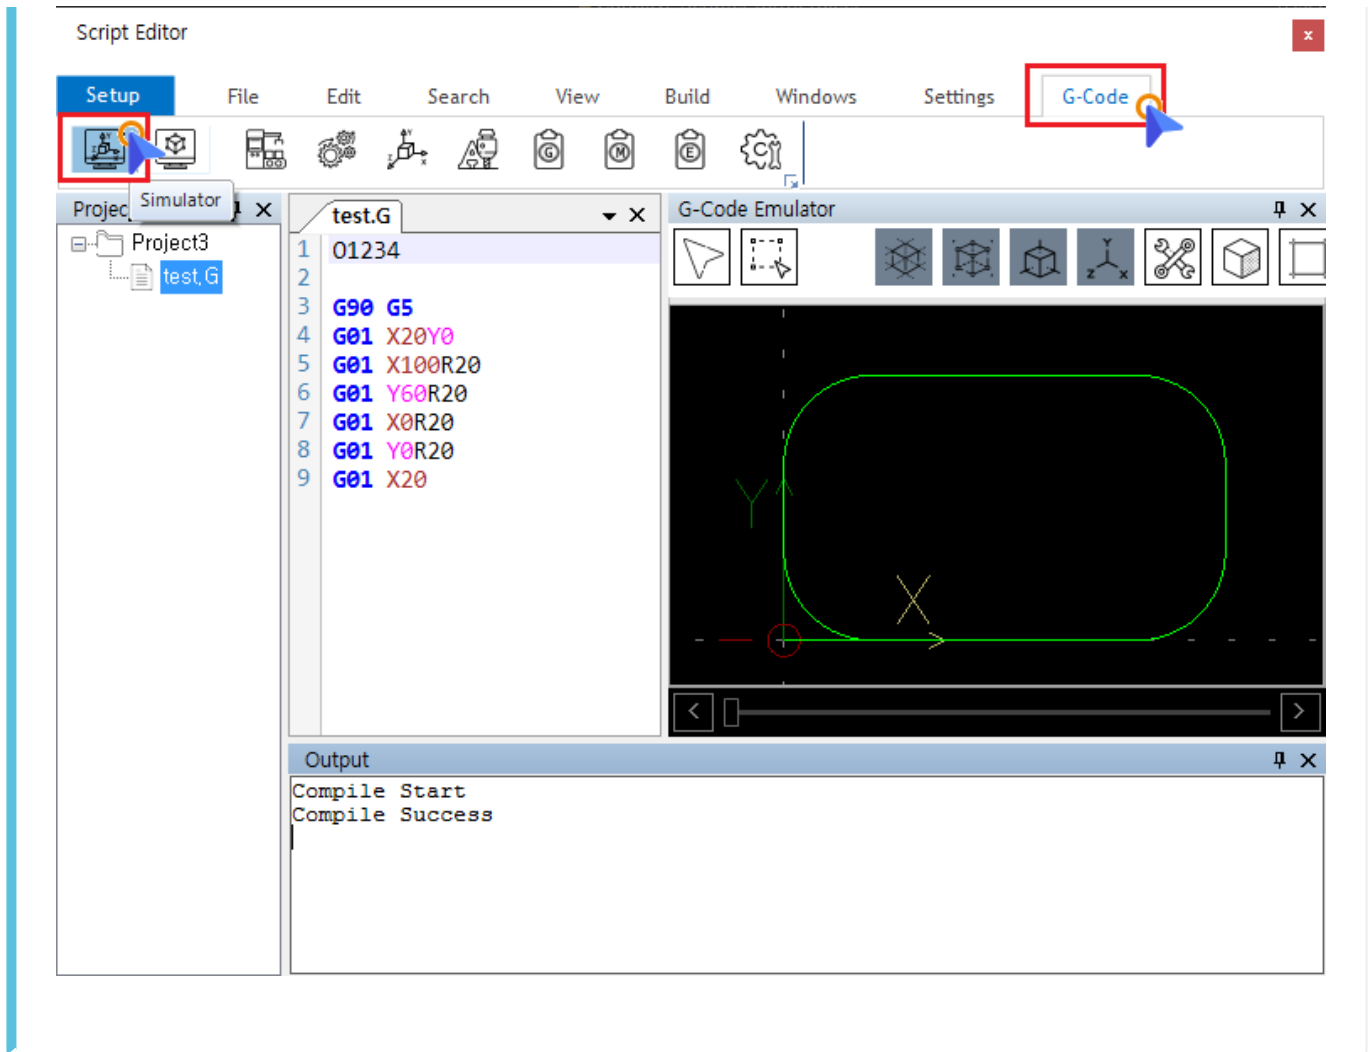 Script Editor
x
Setup File Edit Search View Build Windows Settings G-Code
G M E C
Simulator
Projec
Project3
test.G
test.G
G-Code Emulator
1 O1234
2
3 G90 G5
4 G01 X20Y0
5 G01 X100R20
6 G01 Y60R20
7 G01 X0R20
8 G01 Y0R20
9 G01 X20
Y
X
Output
Compile Start
Compile Success